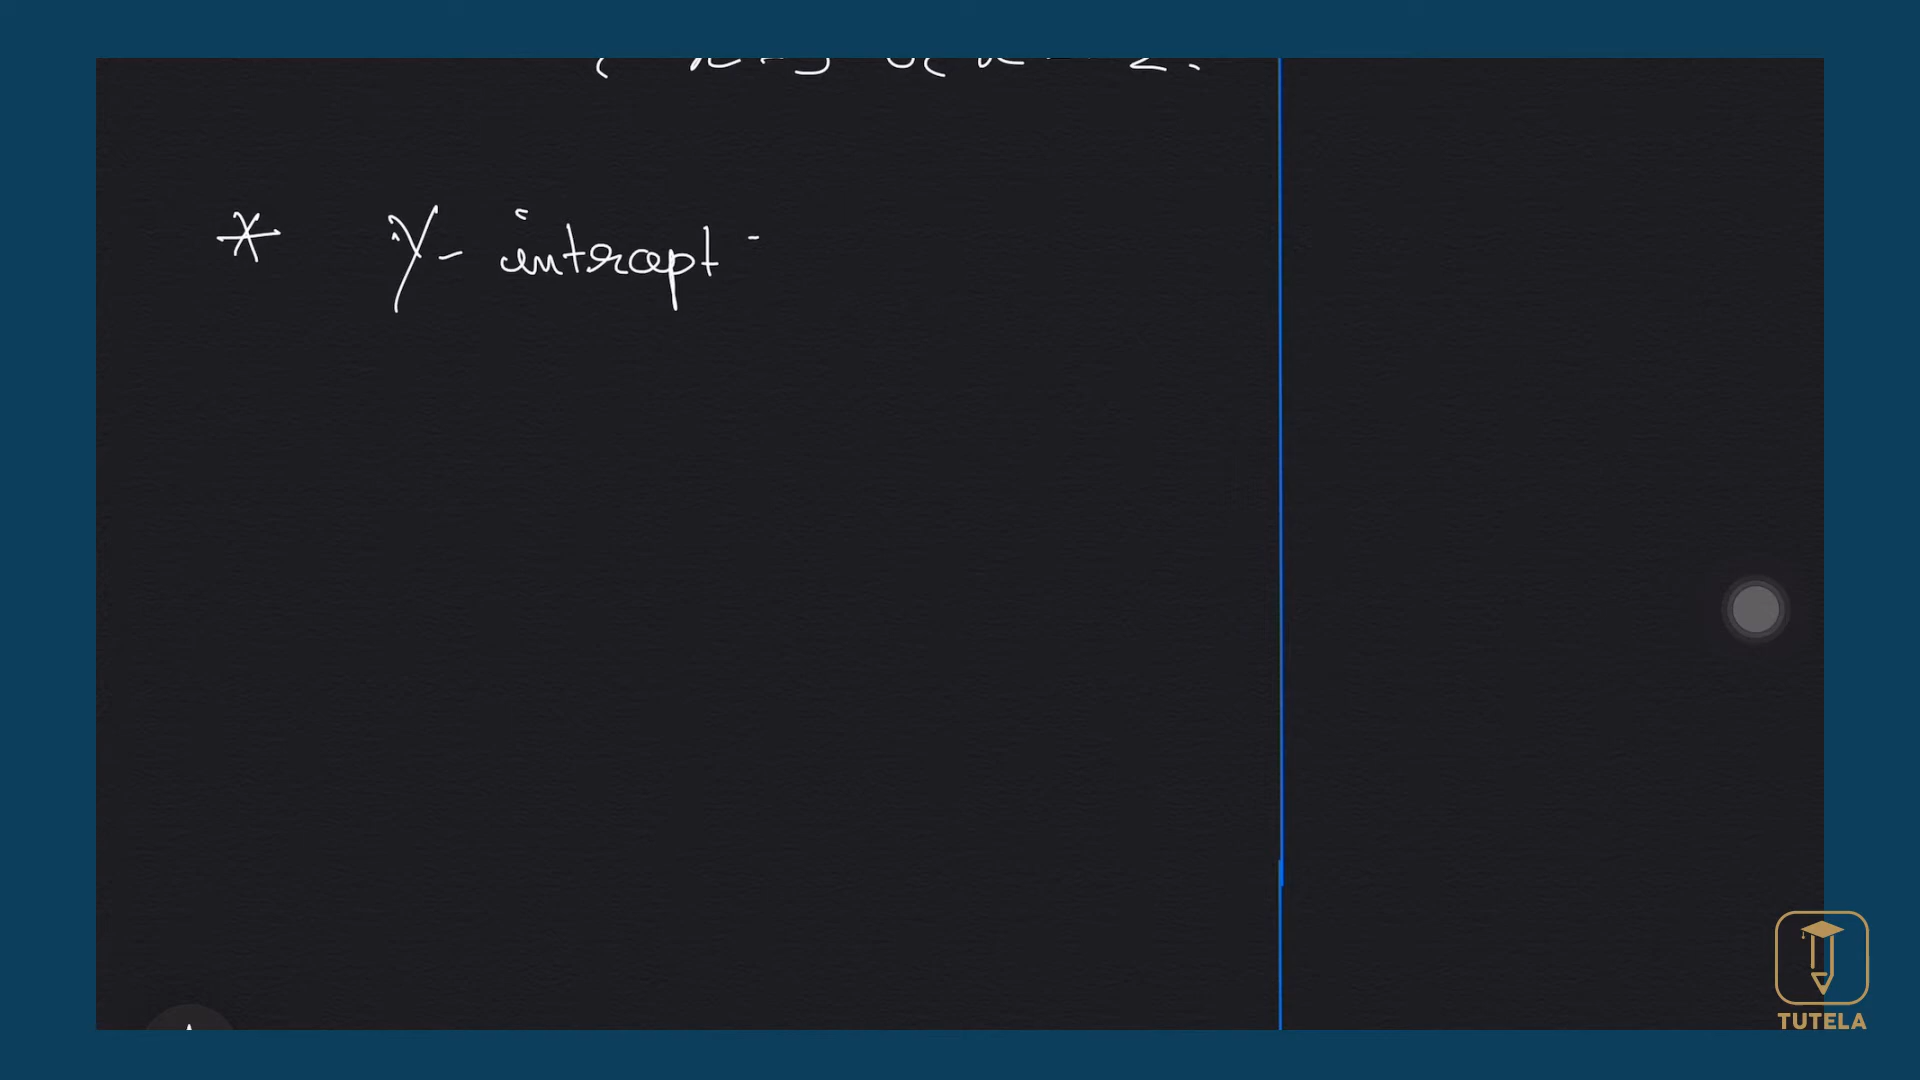 * Y- intercept -
TUTELA